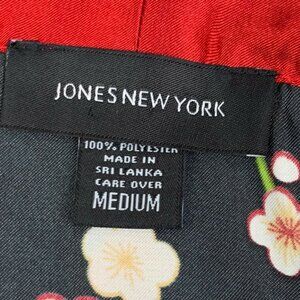 JONES NEW YORK
100% POLYESTER
MADE IN
SRI LANKA
CARE OVER
MEDIUM